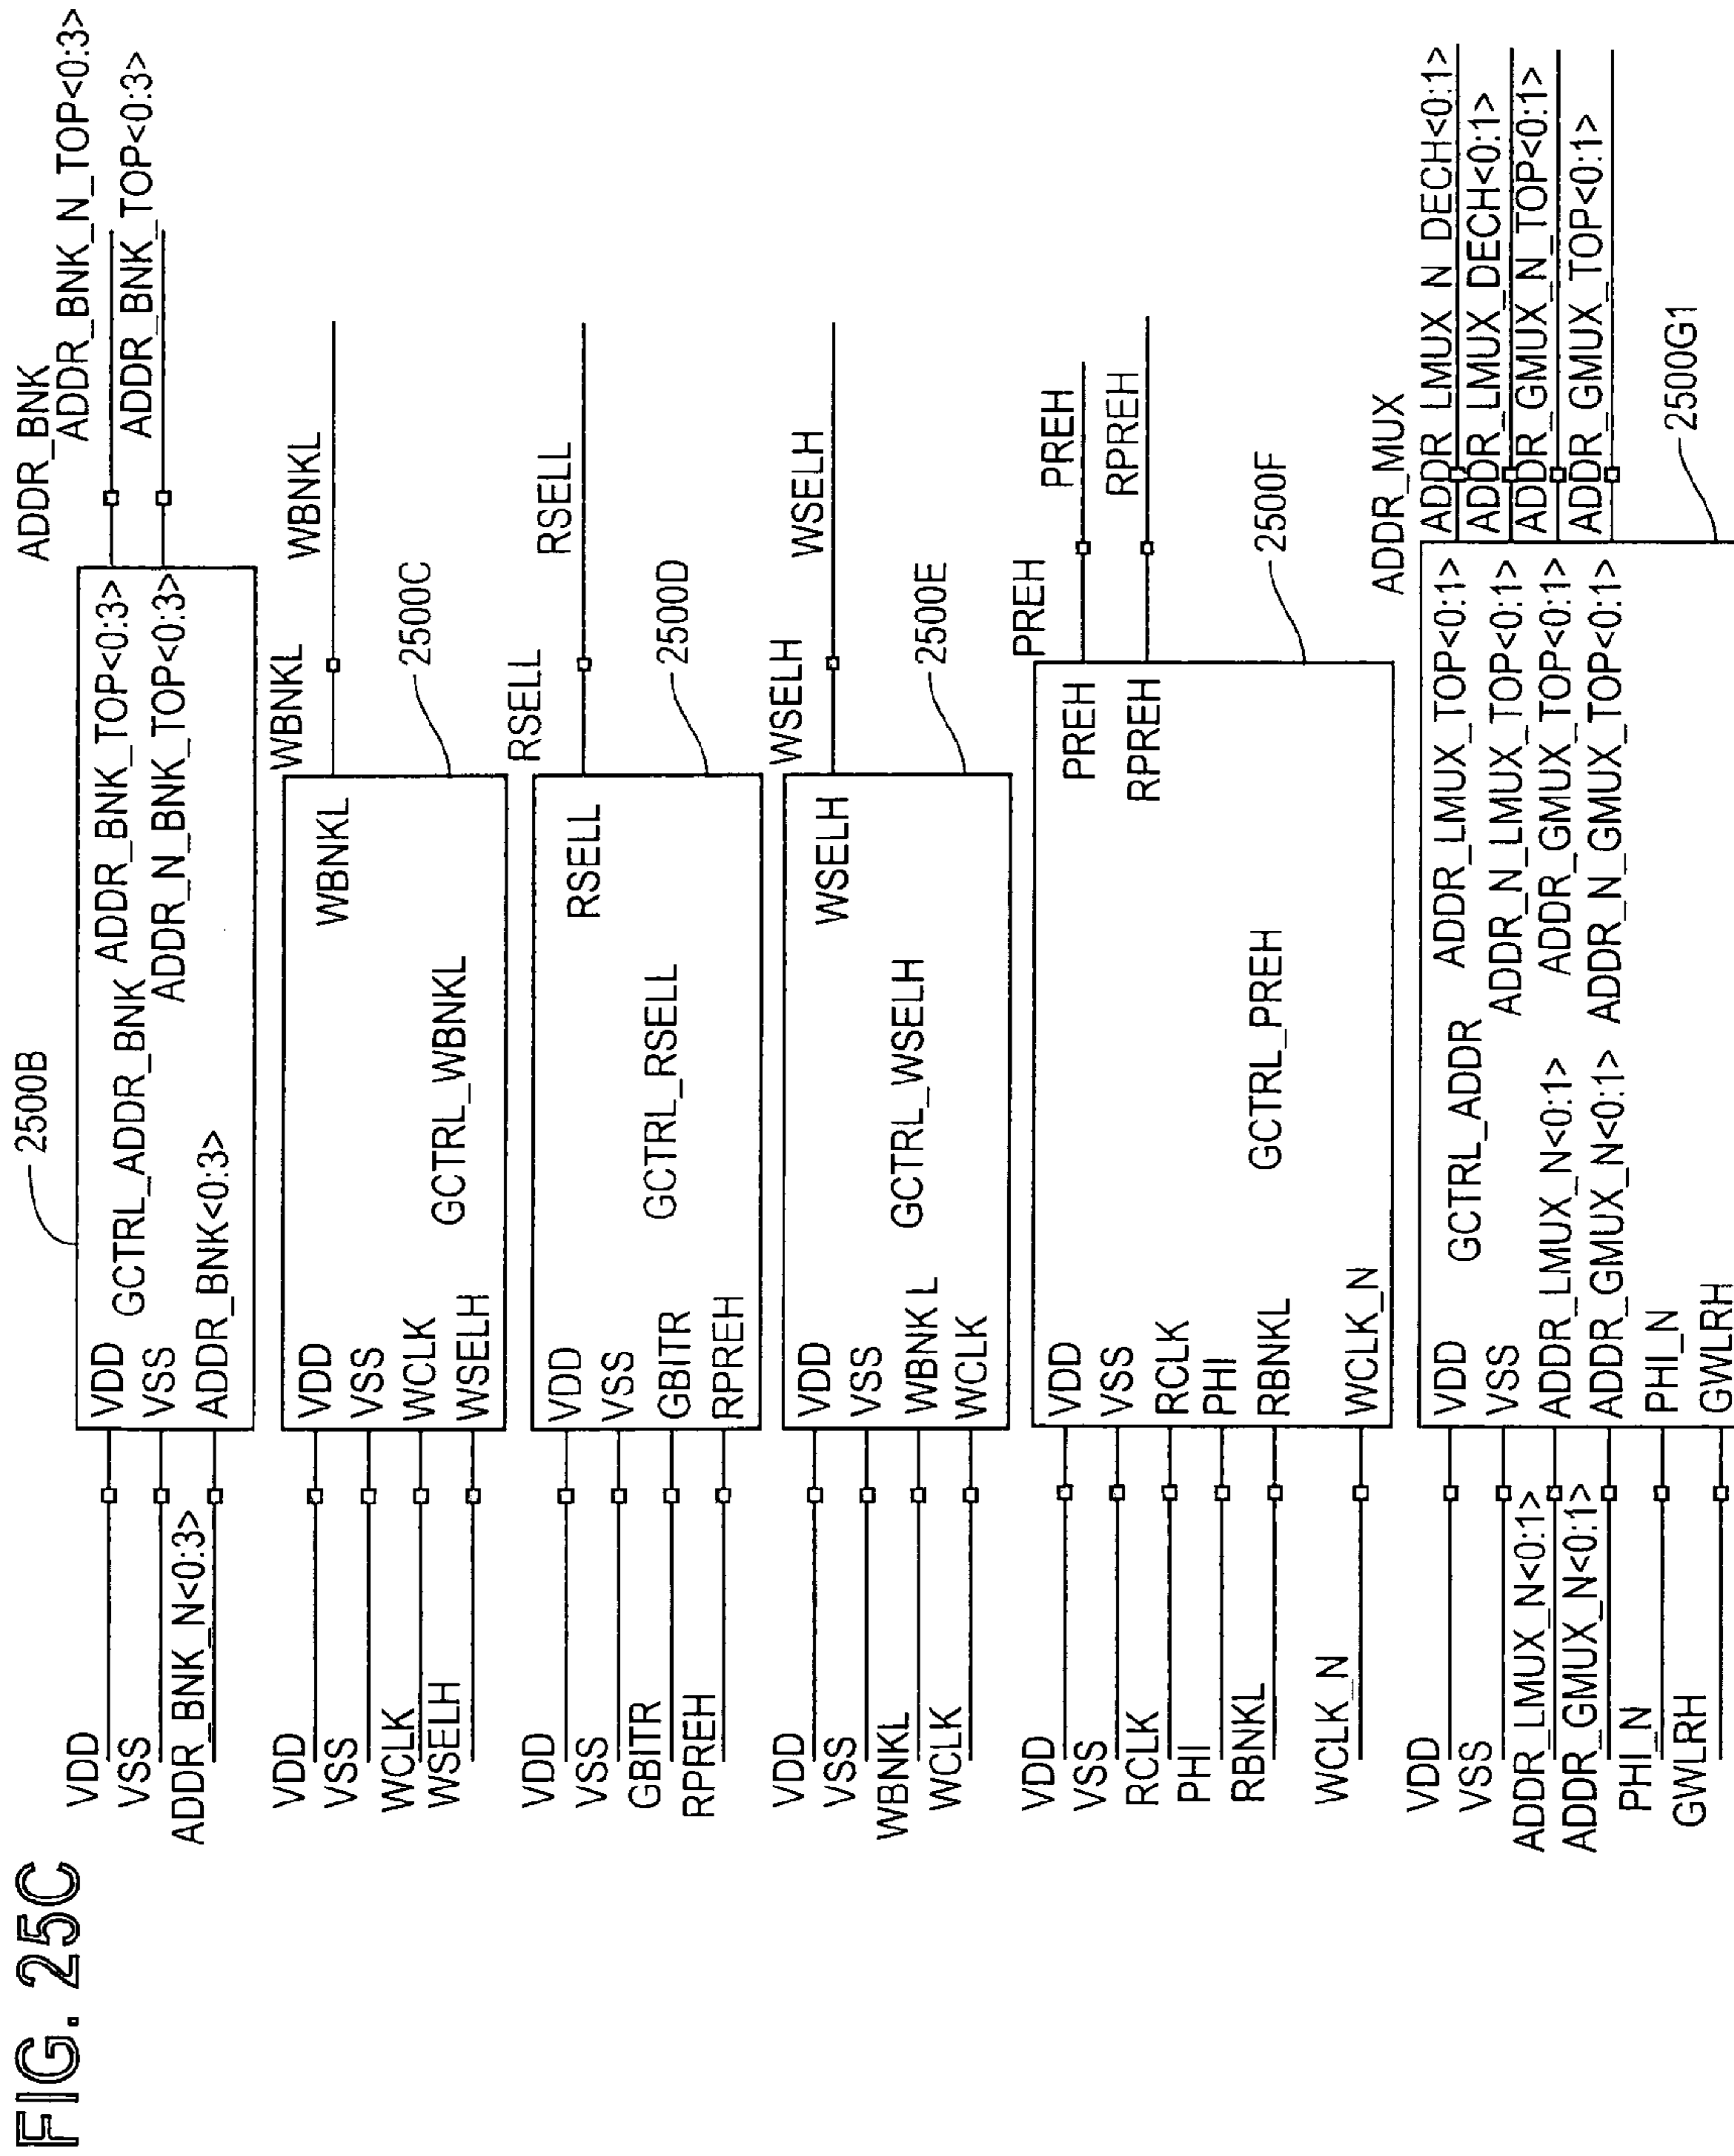 FIG. 25C
2500B
ADDR_BNK
VDD
VSS
ADDR_BNK_N<0:3>
VDD
VSS
ADDR_BNK<0:3>
GCTRL_ADDR_BNK
ADDR_BNK_TOP<0:3>
ADDR_N_BNK_TOP<0:3>
ADDR_BNK_N_TOP<0:3>
ADDR_BNK_TOP<0:3>
WBNKL
VDD
VSS
WCLK
WSELH
VDD
VSS
WCLK
WSELH
GCTRL_WBNKL
WBNKL
WBNKL
2500C
RSELL
VDD
VSS
GBITR
RPREH
VDD
VSS
GBITR
RPREH
GCTRL_RSELL
RSELL
RSELL
2500D
WSELH
VDD
VSS
WBNKL
WCLK
VDD
VSS
WBNK L
WCLK
GCTRL_WSELH
WSELH
WSELH
2500E
PREH
VDD
VSS
RCLK
PHI
RBNKL
WCLK_N
VDD
VSS
RCLK
PHI
RBNKL
WCLK_N
GCTRL_PREH
PREH
RPREH
PREH
RPREH
2500F
ADDR_MUX
VDD
VSS
ADDR_LMUX_N<0:1>
ADDR_GMUX_N<0:1>
PHI_N
GWLRH
VDD
VSS
ADDR_LMUX_N<0:1>
ADDR_GMUX_N<0:1>
PHI_N
GWLRH
GCTRL_ADDR
ADDR_LMUX_TOP<0:1>
ADDR_N_LMUX_TOP<0:1>
ADDR_GMUX_TOP<0:1>
ADDR_N_GMUX_TOP<0:1>
ADDR_LMUX_N_DECH<0:1>
ADDR_LMUX_DECH<0:1>
ADDR_GMUX_N_TOP<0:1>
ADDR_GMUX_TOP<0:1>
2500G1